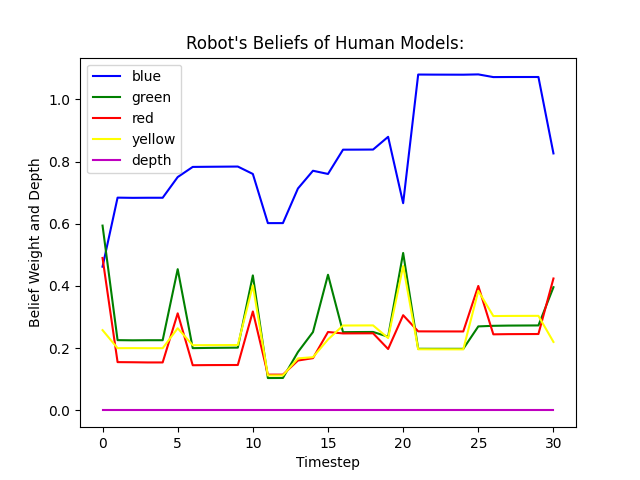 Robot's Beliefs of Human Models:
blue
green
red
yellow
depth
Belief Weight and Depth
1.0
0.8
0.6
0.4
0.2
0.0
0 5 10 15 20 25 30
Timestep